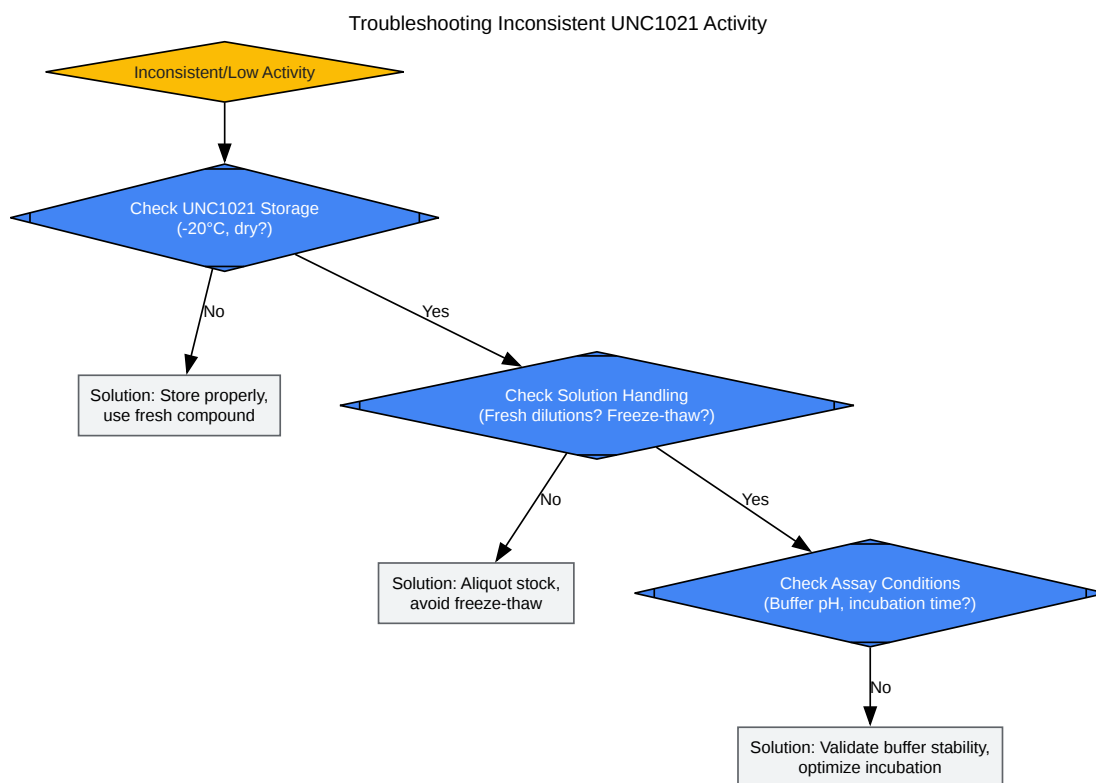 Troubleshooting Inconsistent UNC1021 Activity
Inconsistent/Low Activity
Check UNC1021 Storage
(-20°C, dry?)
No
Yes
Solution: Store properly,
use fresh compound
Check Solution Handling
(Fresh dilutions? Freeze-thaw?)
No
Yes
Solution: Aliquot stock,
avoid freeze-thaw
Check Assay Conditions
(Buffer pH, incubation time?)
No
Solution: Validate buffer stability,
optimize incubation